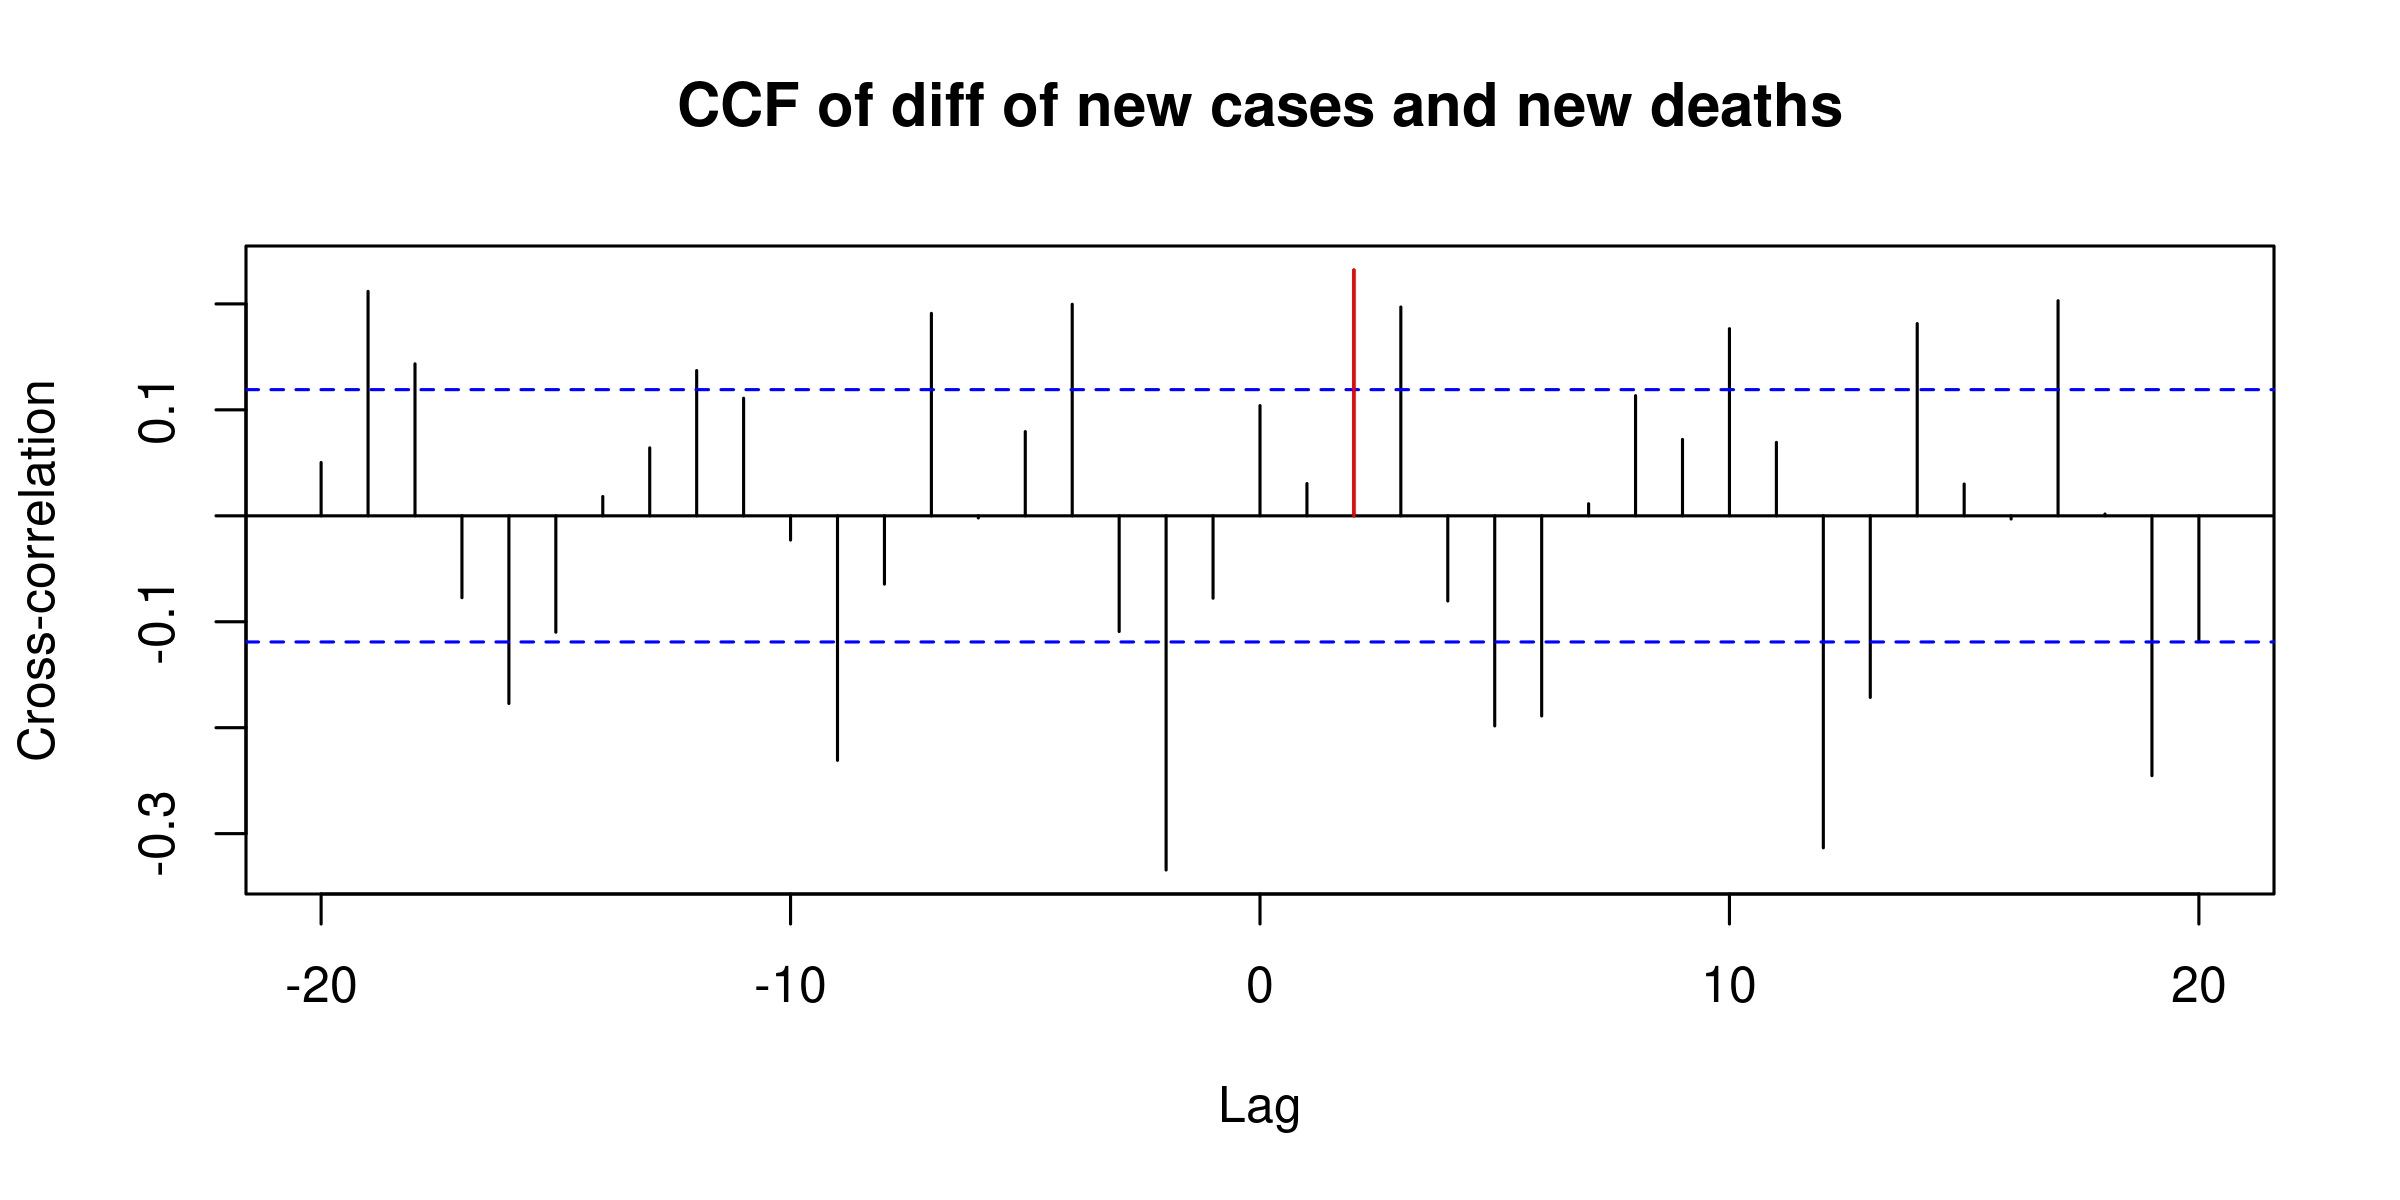 CCF of diff of new cases and new deaths
Cross-correlation
0.1
-0.1
-0.3
-20 -10 0 10 20
Lag